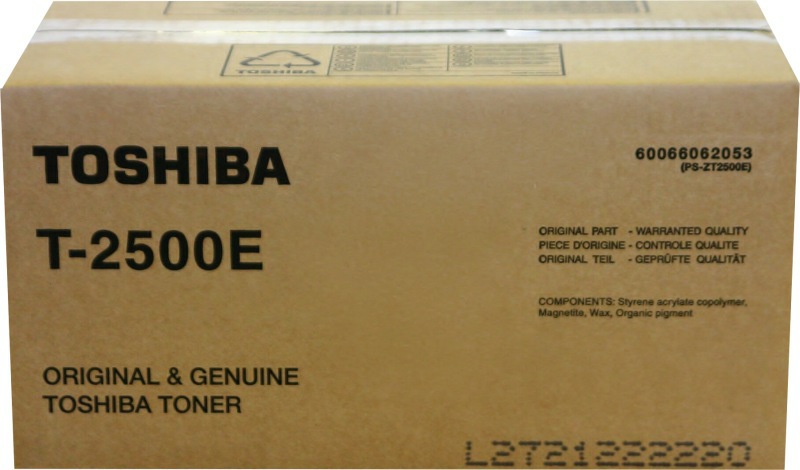 TOSHIBA
TOSHIBA
60066062053
(PS-ZT2500E)
T-2500E
ORIGINAL PART - WARRANTED QUALITY
PIECE D'ORIGINE - CONTROLE QUALITE
ORIGINAL TEIL - GEPRÜFTE QUALITÄT
COMPONENTS: Styrene acrylate copolymer,
Magnetite, Wax, Organic pigment
ORIGINAL & GENUINE
TOSHIBA TONER
L2721222220